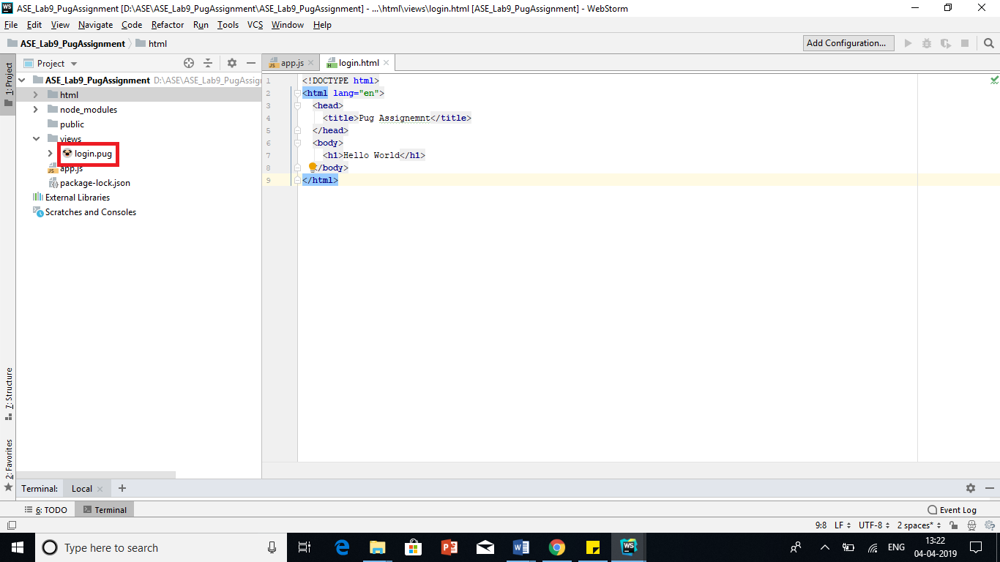 WS ASE_Lab9_PugAssignment [D:\ASE\ASE_Lab9_PugAssignment\ASE_Lab9_PugAssignment] - ...\html\views\login.html [ASE_Lab9_PugAssignment] - WebStorm
File Edit View Navigate Code Refactor Run Tools VCS Window Help
ASE_Lab9_PugAssignment html Add Configuration...
1: Project
Project
app.js login.html
ASE_Lab9_PugAssignment D:\ASE\ASE_Lab9_PugAssig
html
node_modules
public
views
login.pug
JS app.js
package-lock.json
External Libraries
Scratches and Consoles
1 <!DOCTYPE html>
2 <html lang="en">
3 <head>
4 <title>Pug Assignemnt</title>
5 </head>
6 <body>
7 <h1>Hello World</h1>
8 </body>
9 </html>
7: Structure
2: Favorites
Terminal: Local +
6: TODO Terminal Event Log
9:8 LF UTF-8 2 spaces*
Type here to search
ENG
13:22
04-04-2019